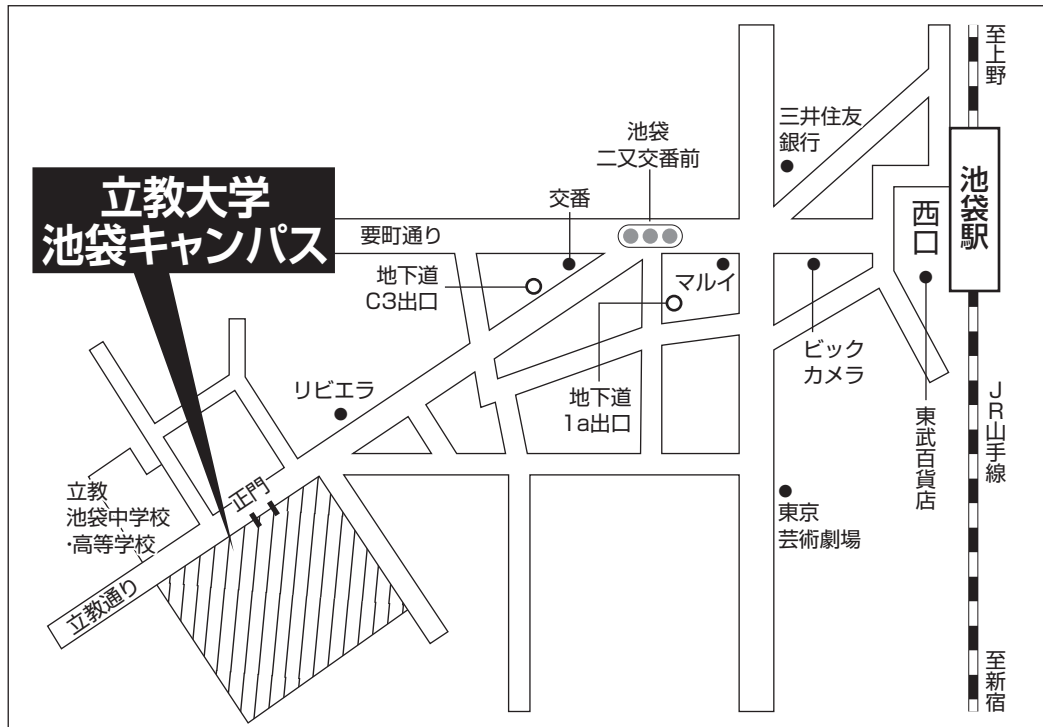 至上野
三井住友
銀行
池袋
二又交番前
池袋駅
立教大学
池袋キャンパス
交番
西口
要町通り
地下道
C3出口
マルイ
ビック
カメラ
リビエラ
地下道
1a出口
JR山手線
東武百貨店
正門
立教
池袋中学校
・高等学校
東京
芸術劇場
立教通り
至新宿